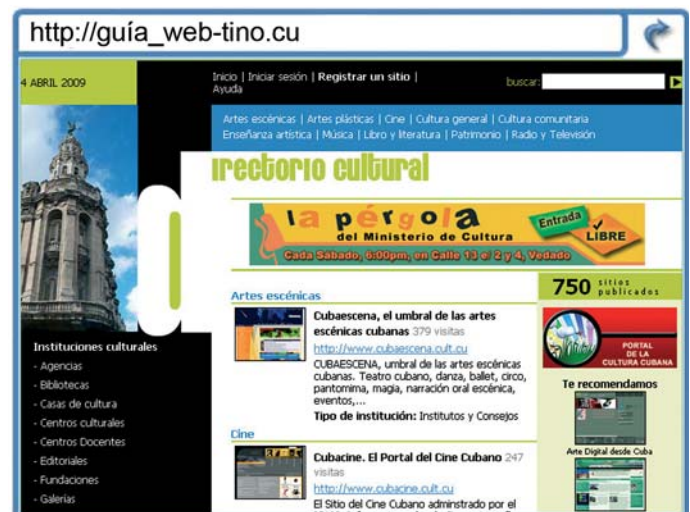 http://guía_web-tino.cu
4 ABRIL 2009
Inicio | Iniciar sesión | Registrar un sitio |
Ayuda
buscar:
Artes escénicas | Artes plásticas | Cine | Cultura general | Cultura comunitaria
Enseñanza artística | Música | Libro y literatura | Patrimonio | Radio y Televisión
directorio cultural
la pérgola
del Ministerio de Cultura
Entrada
LIBRE
Cada Sábado, 6:00pm, en Calle 13 e/ 2 y 4, Vedado
Instituciones culturales
- Agencias
- Bibliotecas
- Casas de cultura
- Centros culturales
- Centros Docentes
- Editoriales
- Fundaciones
- Galerías
Artes escénicas
Cubaescena, el umbral de las artes
escénicas cubanas 379 visitas
http://www.cubaescena.cult.cu
CUBAESCENA, umbral de las artes escénicas
cubanas. Teatro cubano, danza, ballet, circo,
pantomima, magia, narración oral escénica,
eventos,...
Tipo de institución: Institutos y Consejos
Cine
Cubacine. El Portal del Cine Cubano 247
visitas
http://www.cubacine.cult.cu
El Sitio del Cine Cubano adminstrado por el
750 sitios
publicados
PORTAL
DE LA
CULTURA CUBANA
Te recomendamos
Arte Digital desde Cuba